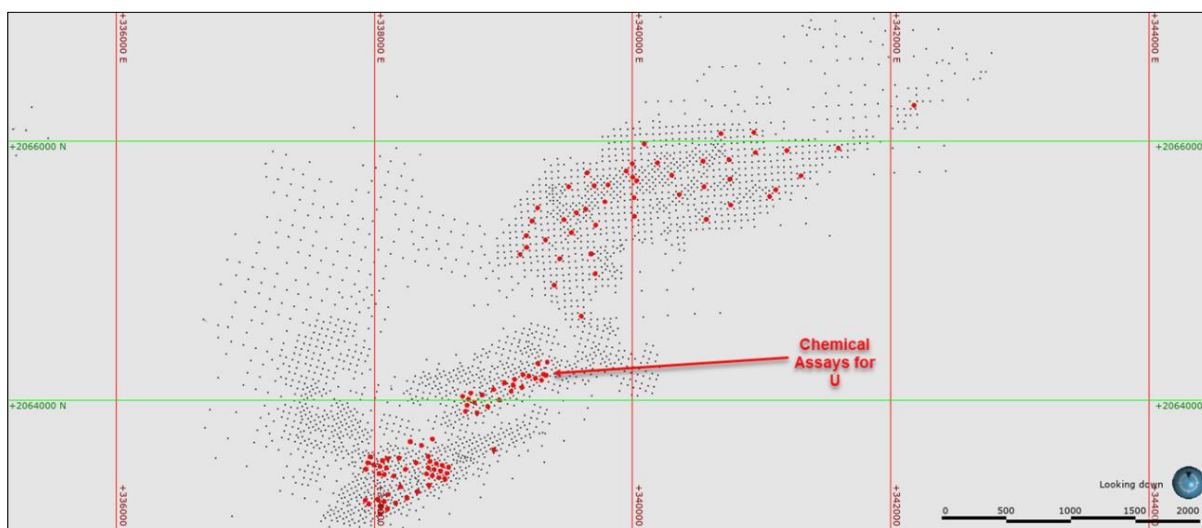 +336000 E
+338000 E
+340000 E
+342000 E
+344000 E
+2066000 N
+2066000 N
Chemical
Assays for
U
+2064000 N
+2064000 N
Looking down
+336000 E
+338000 E
+340000 E
+342000 E
+344000 E
0 500 1000 1500 2000